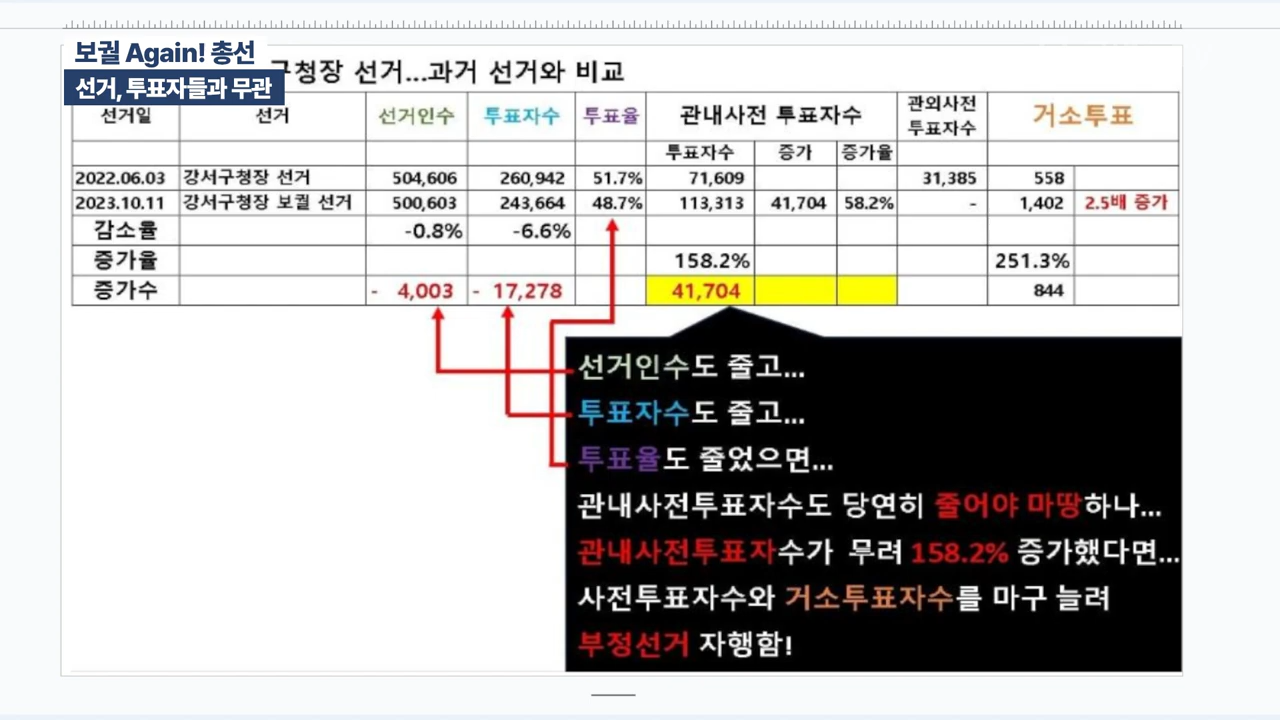 보궐 Again! 총선
선거, 투표자들과 무관
구청장 선거...과거 선거와 비교
선거일 선거 선거인수 투표자수 투표율 관내사전 투표자수 관외사전 투표자수 거소투표
투표자수 증가 증가율
2022.06.03 강서구청장 선거 504,606 260,942 51.7% 71,609 31,385 558
2023.10.11 강서구청장 보궐 선거 500,603 243,664 48.7% 113,313 41,704 58.2% - 1,402 2.5배 증가
감소율 -0.8% -6.6%
증가율 158.2% 251.3%
증가수 - 4,003 - 17,278 41,704 844
선거인수도 줄고...
투표자수도 줄고...
투표율도 줄었으면...
관내사전투표자수도 당연히 줄어야 마땅하나...
관내사전투표자수가 무려 158.2% 증가했다면...
사전투표자수와 거소투표자수를 마구 늘려
부정선거 자행함!